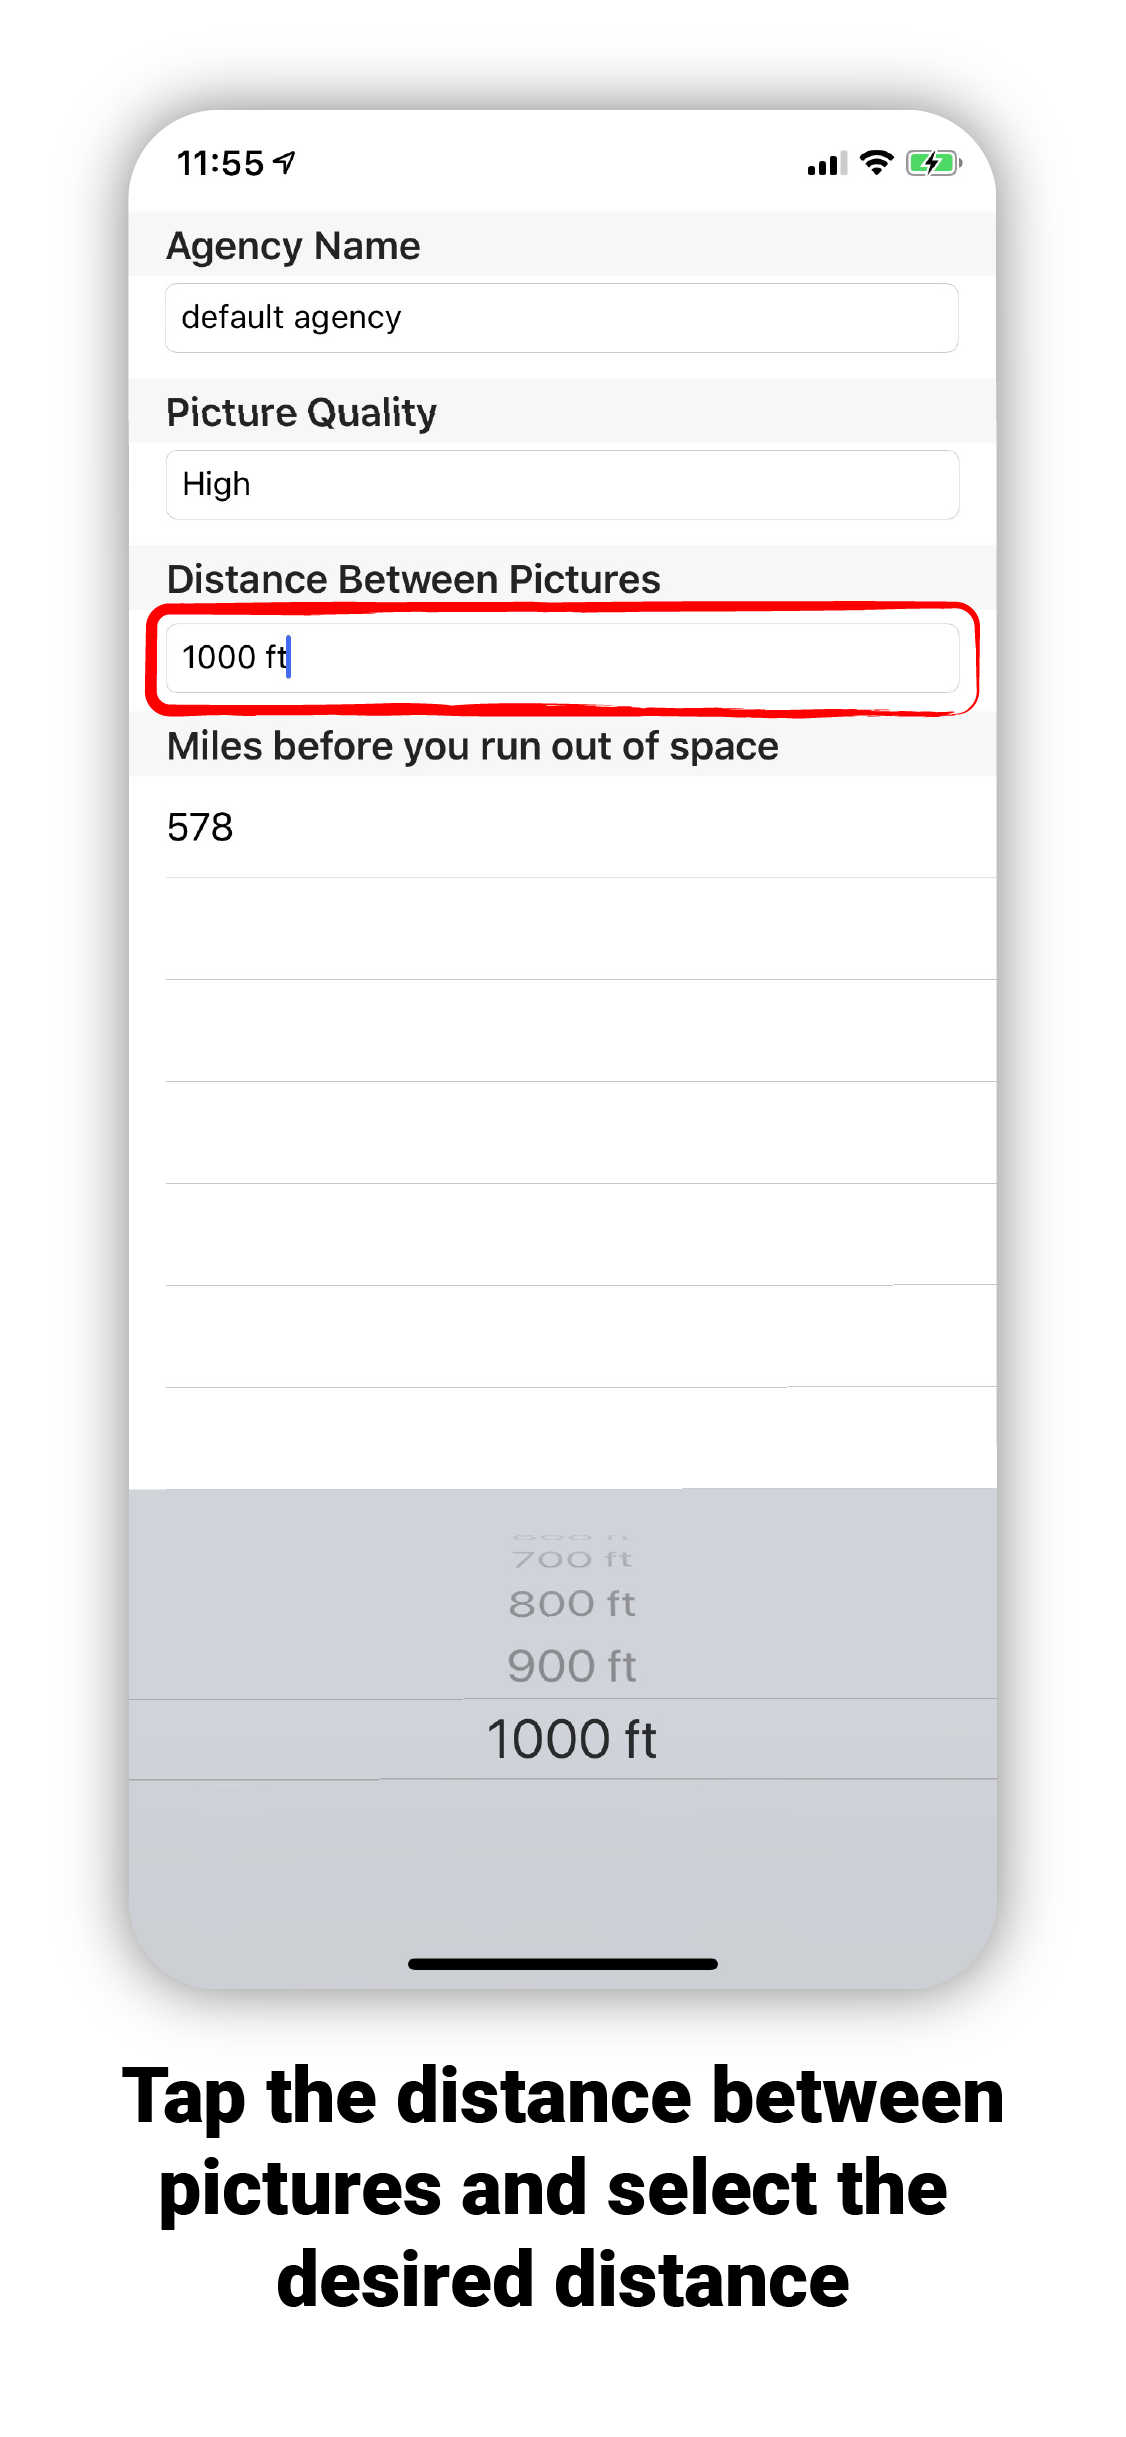 11:55
Agency Name
default agency
Picture Quality
High
Distance Between Pictures
1000 ft
Miles before you run out of space
578
700 ft
800 ft
900 ft
1000 ft
Tap the distance between
pictures and select the
desired distance